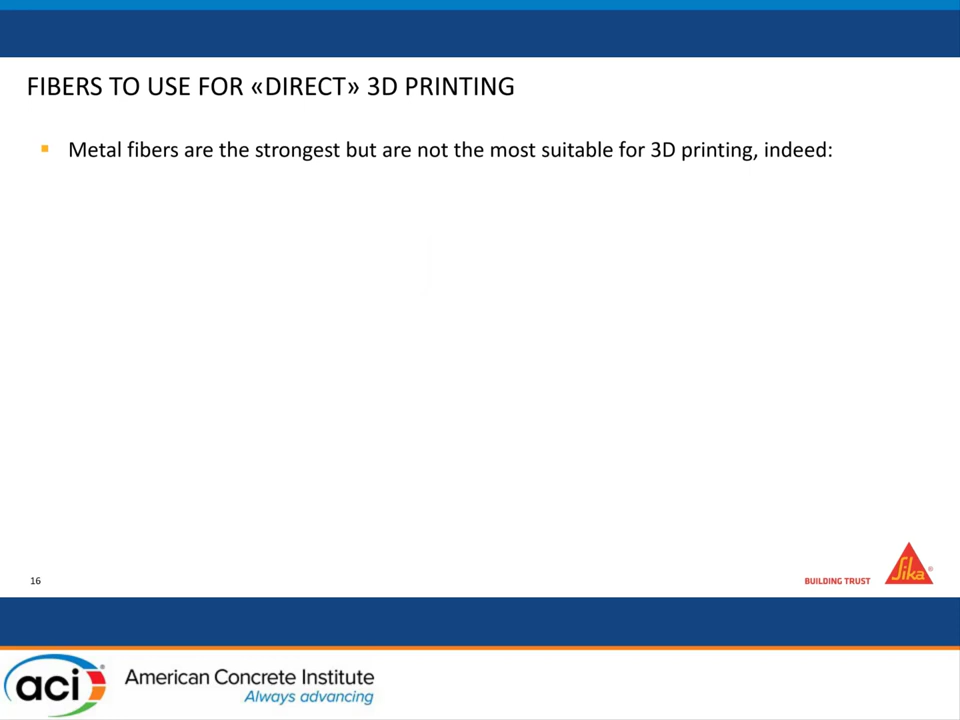 FIBERS TO USE FOR «DIRECT» 3D PRINTING
Metal fibers are the strongest but are not the most suitable for 3D printing, indeed:
16
BUILDING TRUST
Sika®
aci®
American Concrete Institute
Always advancing